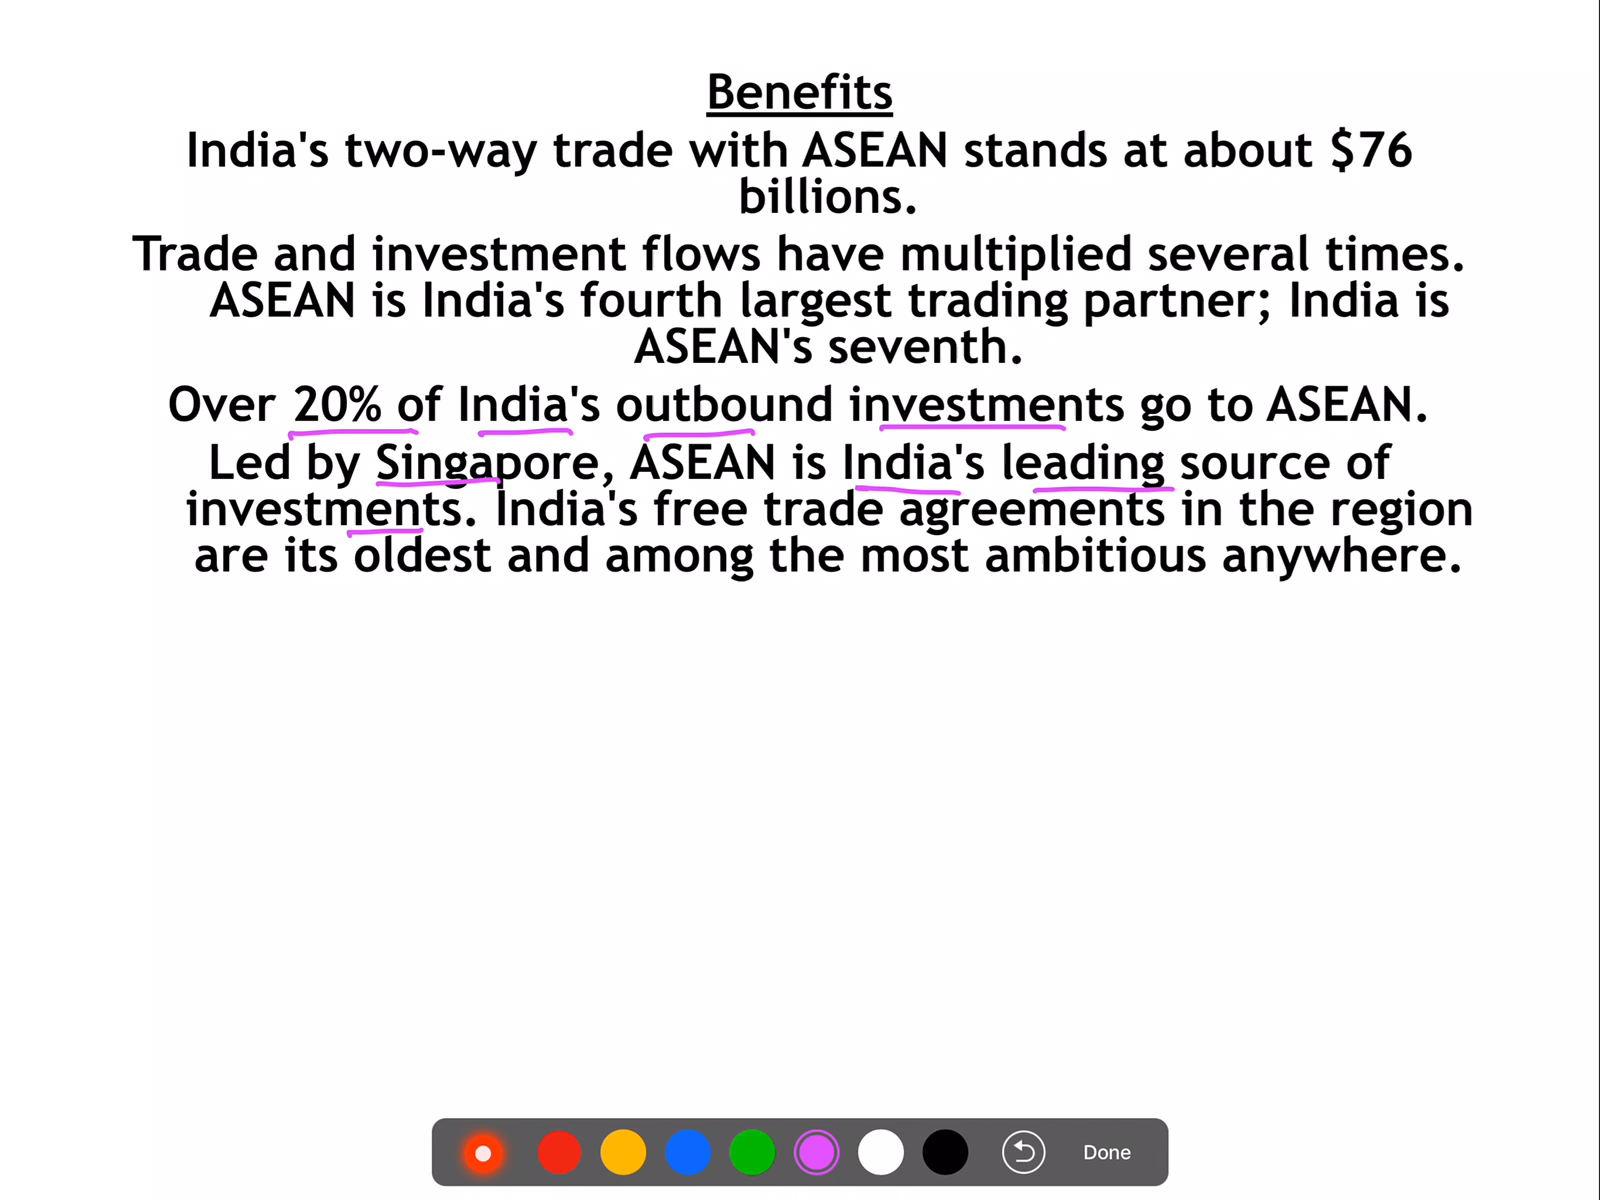 Benefits
India's two-way trade with ASEAN stands at about $76
billions.
Trade and investment flows have multiplied several times.
ASEAN is India's fourth largest trading partner; India is
ASEAN's seventh.
Over 20% of India's outbound investments go to ASEAN.
Led by Singapore, ASEAN is India's leading source of
investments. India's free trade agreements in the region
are its oldest and among the most ambitious anywhere.
Done